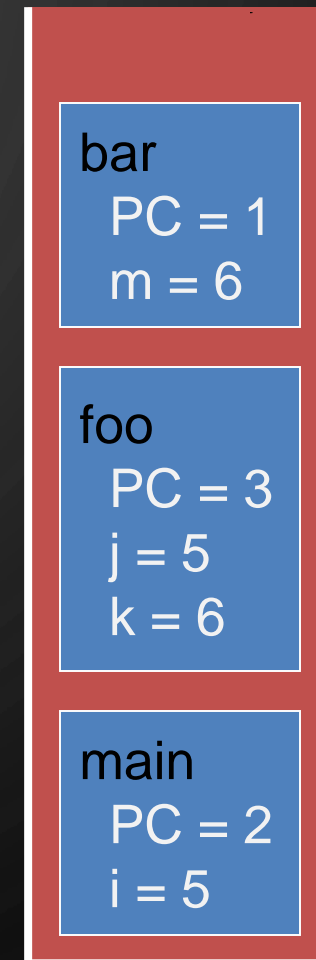 bar
PC = 1
m = 6
foo
PC = 3
j = 5
k = 6
main
PC = 2
i = 5